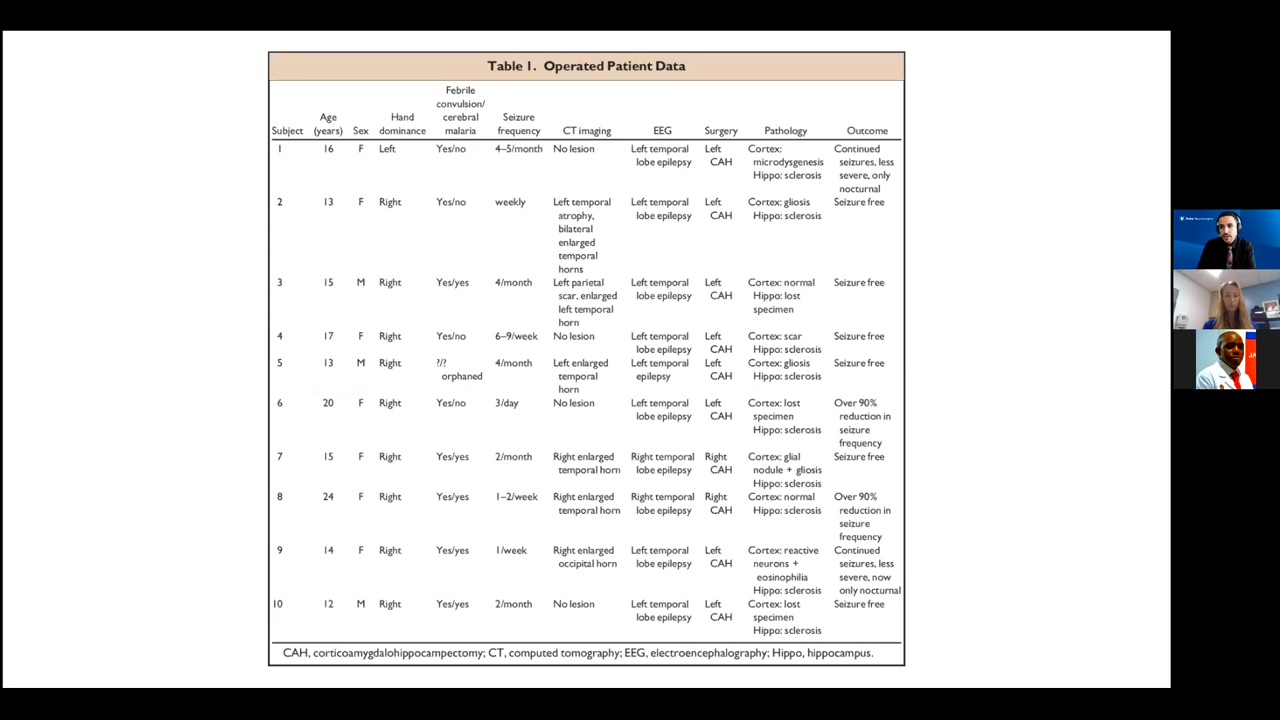 Table 1. Operated Patient Data
Subject Age (years) Sex Hand dominance Febrile convulsion/ cerebral malaria Seizure frequency CT imaging EEG Surgery Pathology Outcome
1 16 F Left Yes/no 4–5/month No lesion Left temporal lobe epilepsy Left CAH Cortex: microdysgenesis Hippo: sclerosis Continued seizures, less severe, only nocturnal
2 13 F Right Yes/no weekly Left temporal atrophy, bilateral enlarged temporal horns Left temporal lobe epilepsy Left CAH Cortex: gliosis Hippo: sclerosis Seizure free
3 15 M Right Yes/yes 4/month Left parietal scar, enlarged left temporal horn Left temporal lobe epilepsy Left CAH Cortex: normal Hippo: lost specimen Seizure free
4 17 F Right Yes/no 6–9/week No lesion Left temporal lobe epilepsy Left CAH Cortex: scar Hippo: sclerosis Seizure free
5 13 M Right ?/? orphaned 4/month Left enlarged temporal horn Left temporal epilepsy Left CAH Cortex: gliosis Hippo: sclerosis Seizure free
6 20 F Right Yes/no 3/day No lesion Left temporal lobe epilepsy Left CAH Cortex: lost specimen Hippo: sclerosis Over 90% reduction in seizure frequency
7 15 F Right Yes/yes 2/month Right enlarged temporal horn Right temporal lobe epilepsy Right CAH Cortex: glial nodule + gliosis Hippo: sclerosis Seizure free
8 24 F Right Yes/yes 1–2/week Right enlarged temporal horn Right temporal lobe epilepsy Right CAH Cortex: normal Hippo: sclerosis Over 90% reduction in seizure frequency
9 14 F Right Yes/yes 1/week Right enlarged occipital horn Left temporal lobe epilepsy Left CAH Cortex: reactive neurons + eosinophilia Hippo: sclerosis Continued seizures, less severe, now only nocturnal
10 12 M Right Yes/yes 2/month No lesion Left temporal lobe epilepsy Left CAH Cortex: lost specimen Hippo: sclerosis Seizure free
CAH, corticoamygdalohippocampectomy; CT, computed tomography; EEG, electroencephalography; Hippo, hippocampus.